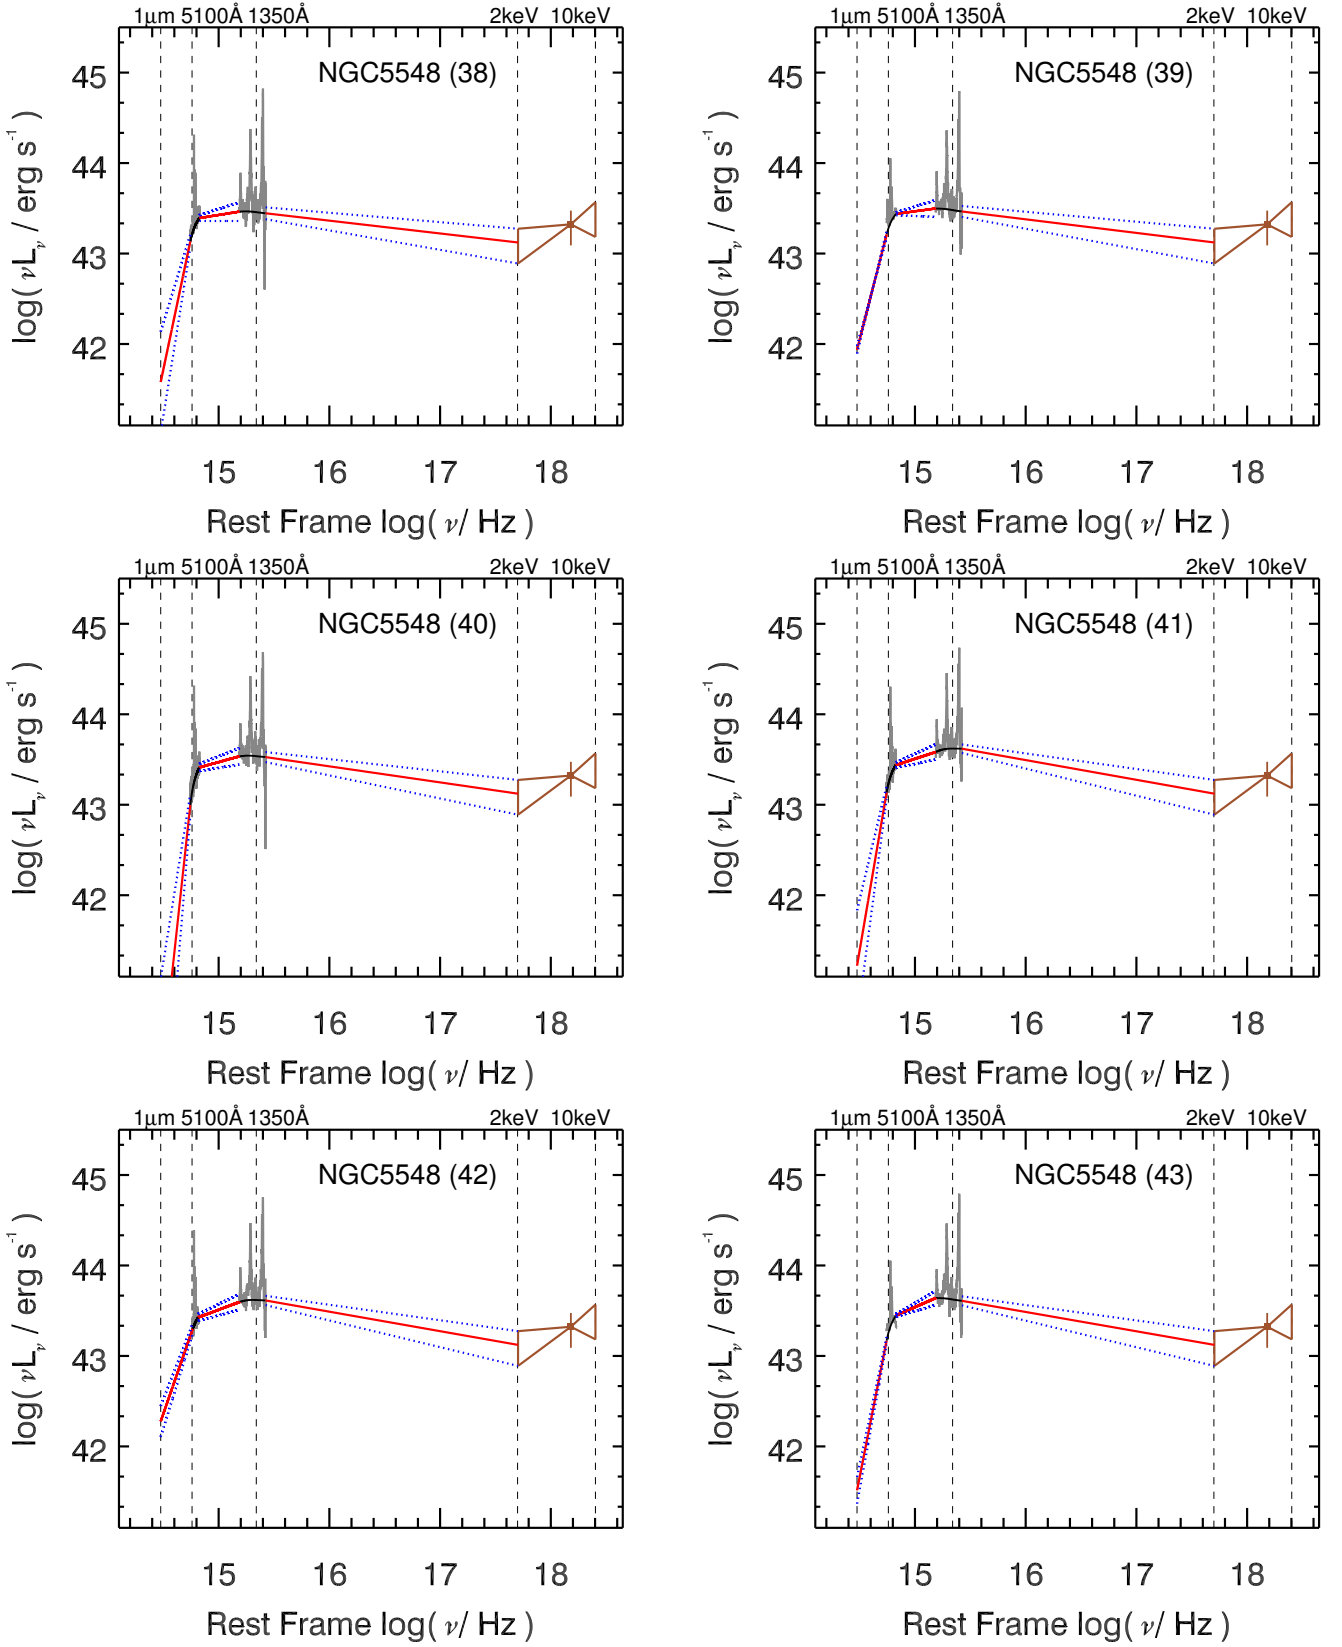 1μm 5100Å 1350Å 2keV 10keV
NGC5548 (38)
45
44
43
42
log( νLν / erg s-1 )
15 16 17 18
Rest Frame log( ν/ Hz )
1μm 5100Å 1350Å 2keV 10keV
NGC5548 (39)
45
44
43
42
log( νLν / erg s-1 )
15 16 17 18
Rest Frame log( ν/ Hz )
1μm 5100Å 1350Å 2keV 10keV
NGC5548 (40)
45
44
43
42
log( νLν / erg s-1 )
15 16 17 18
Rest Frame log( ν/ Hz )
1μm 5100Å 1350Å 2keV 10keV
NGC5548 (41)
45
44
43
42
log( νLν / erg s-1 )
15 16 17 18
Rest Frame log( ν/ Hz )
1μm 5100Å 1350Å 2keV 10keV
NGC5548 (42)
45
44
43
42
log( νLν / erg s-1 )
15 16 17 18
Rest Frame log( ν/ Hz )
1μm 5100Å 1350Å 2keV 10keV
NGC5548 (43)
45
44
43
42
log( νLν / erg s-1 )
15 16 17 18
Rest Frame log( ν/ Hz )